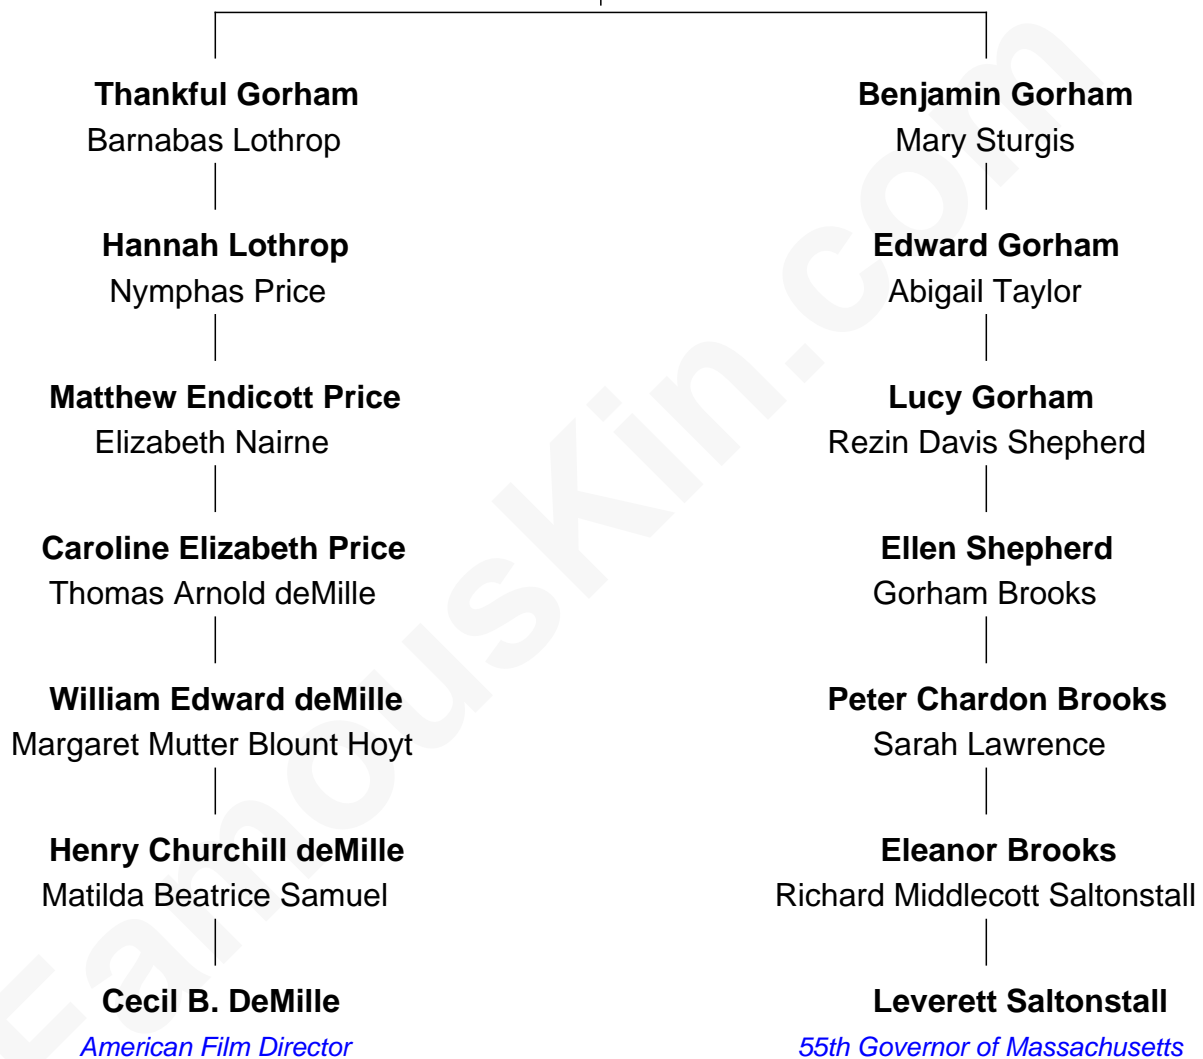 Thankful Gorham
Barnabas Lothrop
Hannah Lothrop
Nymphas Price
Matthew Endicott Price
Elizabeth Nairne
Caroline Elizabeth Price
Thomas Arnold deMille
William Edward deMille
Margaret Mutter Blount Hoyt
Henry Churchill deMille
Matilda Beatrice Samuel
Cecil B. DeMille
American Film Director
Benjamin Gorham
Mary Sturgis
Edward Gorham
Abigail Taylor
Lucy Gorham
Rezin Davis Shepherd
Ellen Shepherd
Gorham Brooks
Peter Chardon Brooks
Sarah Lawrence
Eleanor Brooks
Richard Middlecott Saltonstall
Leverett Saltonstall
55th Governor of Massachusetts
FamousKin.com